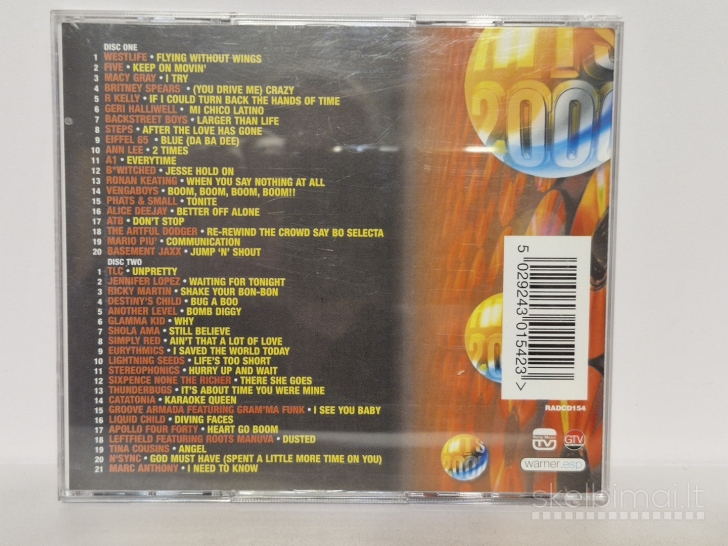 DISC ONE
1 WESTLIFE • FLYING WITHOUT WINGS
2 FIVE • KEEP ON MOVIN'
3 MACY GRAY • I TRY
4 BRITNEY SPEARS • (YOU DRIVE ME) CRAZY
5 R KELLY • IF I COULD TURN BACK THE HANDS OF TIME
6 GERI HALLIWELL • MI CHICO LATINO
7 BACKSTREET BOYS • LARGER THAN LIFE
8 STEPS • AFTER THE LOVE HAS GONE
9 EIFFEL 65 • BLUE (DA BA DEE)
10 ANN LEE • 2 TIMES
11 A1 • EVERYTIME
12 B*WITCHED • JESSE HOLD ON
13 RONAN KEATING • WHEN YOU SAY NOTHING AT ALL
14 VENGABOYS • BOOM, BOOM, BOOM, BOOM!!
15 PHATS & SMALL • TONITE
16 ALICE DEEJAY • BETTER OFF ALONE
17 ATB • DON'T STOP
18 THE ARTFUL DODGER • RE-REWIND THE CROWD SAY BO SELECTA
19 MARIO PIU' • COMMUNICATION
20 BASEMENT JAXX • JUMP 'N' SHOUT
DISC TWO
1 TLC • UNPRETTY
2 JENNIFER LOPEZ • WAITING FOR TONIGHT
3 RICKY MARTIN • SHAKE YOUR BON-BON
4 DESTINY'S CHILD • BUG A BOO
5 ANOTHER LEVEL • BOMB DIGGY
6 GLAMMA KID • WHY
7 SHOLA AMA • STILL BELIEVE
8 SIMPLY RED • AIN'T THAT A LOT OF LOVE
9 EURYTHMICS • I SAVED THE WORLD TODAY
10 LIGHTNING SEEDS • LIFE'S TOO SHORT
11 STEREOPHONICS • HURRY UP AND WAIT
12 SIXPENCE NONE THE RICHER • THERE SHE GOES
13 THUNDERBUGS • IT'S ABOUT TIME YOU WERE MINE
14 CATATONIA • KARAOKE QUEEN
15 GROOVE ARMADA FEATURING GRAM'MA FUNK • I SEE YOU BABY
16 LIQUID CHILD • DIVING FACES
17 APOLLO FOUR FORTY • HEART GO BOOM
18 LEFTFIELD FEATURING ROOTS MANUVA • DUSTED
19 TINA COUSINS • ANGEL
20 N'SYNC • GOD MUST HAVE (SPENT A LITTLE MORE TIME ON YOU)
21 MARC ANTHONY • I NEED TO KNOW
2000
5 029243 015423 >
RADCD154
TV
GTV
warner.esp
skelbimai.lt